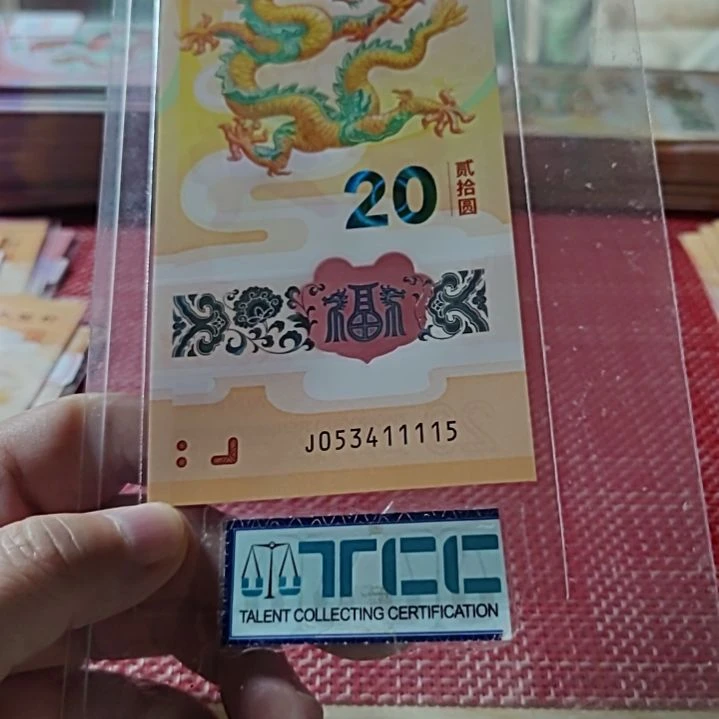 20
贰拾圆
福
J053411115
TCC
TALENT COLLECTING CERTIFICATION